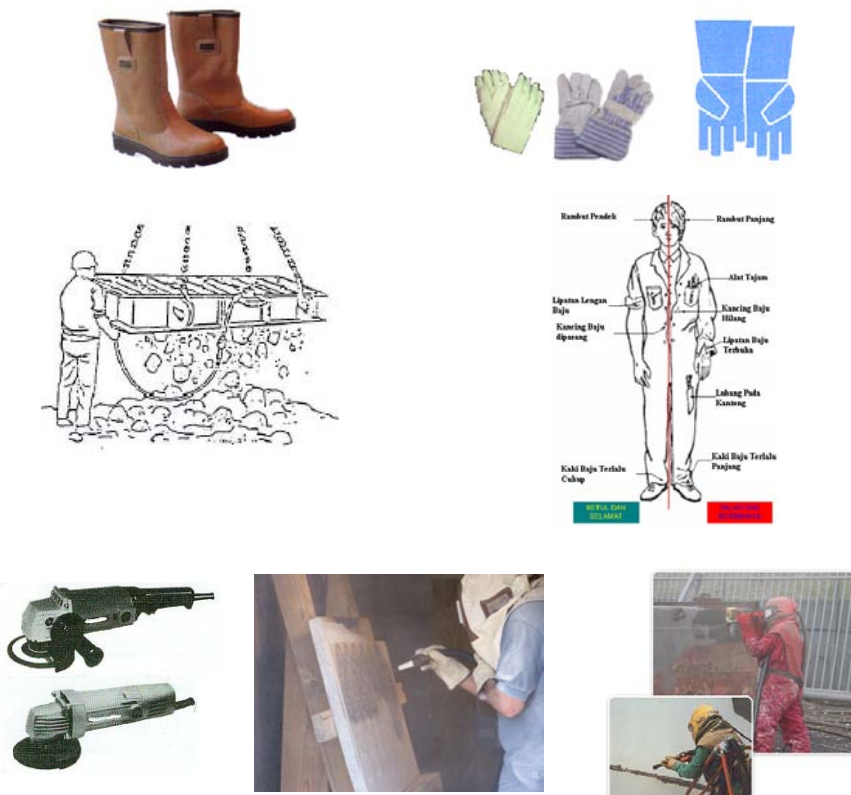 Rambut Pendek
Rambut Panjang
Alat Tajam
Lipatan Lengan
Baju
Kancing Baju
Hilang
Kancing Baju
dipasang
Lipatan Baju
Terbuka
Lubang Pada
Kantong
Kaki Baju Terlalu
Cukup
Kaki Baju Terlalu
Panjang
BETUL DAN
SELAMAT